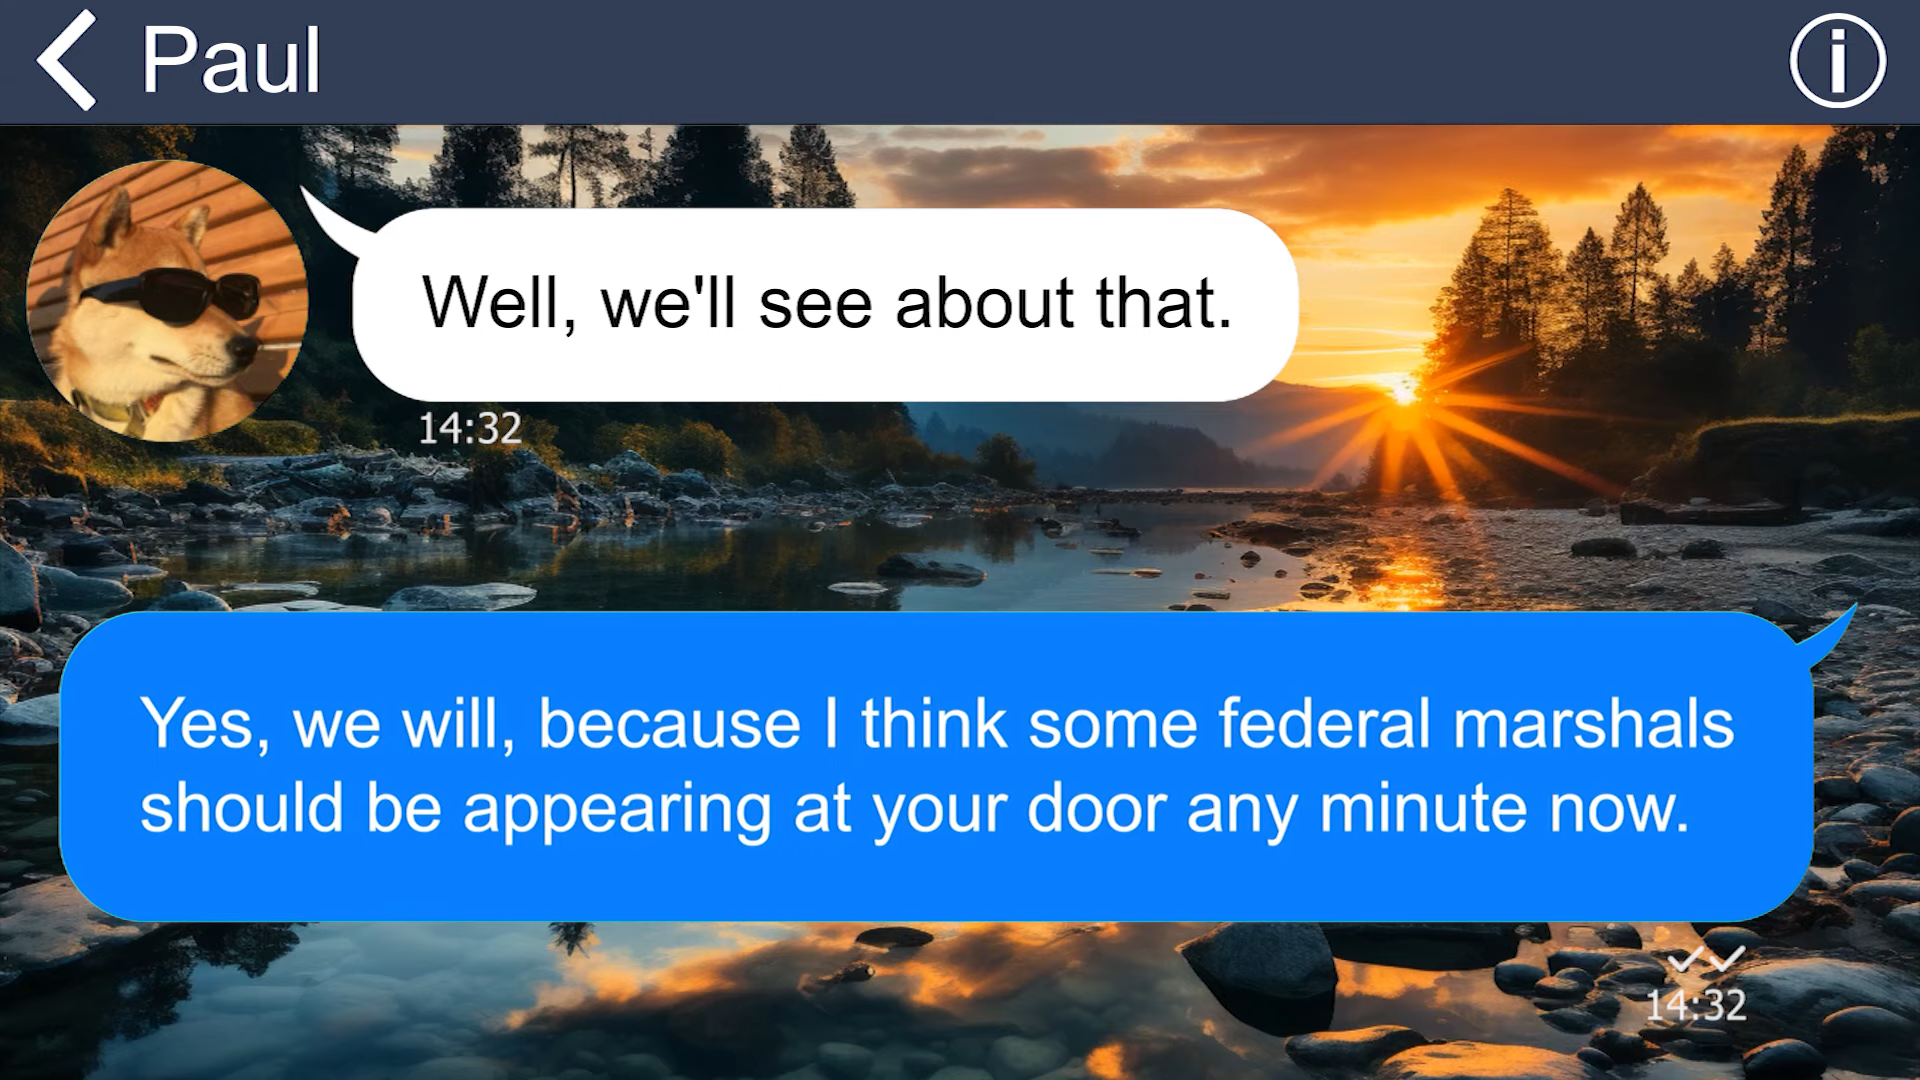 Paul
Well, we'll see about that.
14:32
Yes, we will, because I think some federal marshals
should be appearing at your door any minute now.
14:32